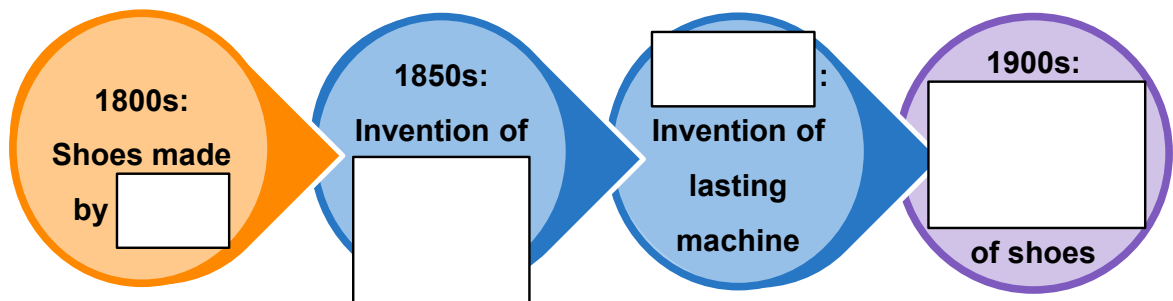 1800s:
Shoes made
by
1850s:
Invention of
:
Invention of
lasting
machine
1900s:
of shoes